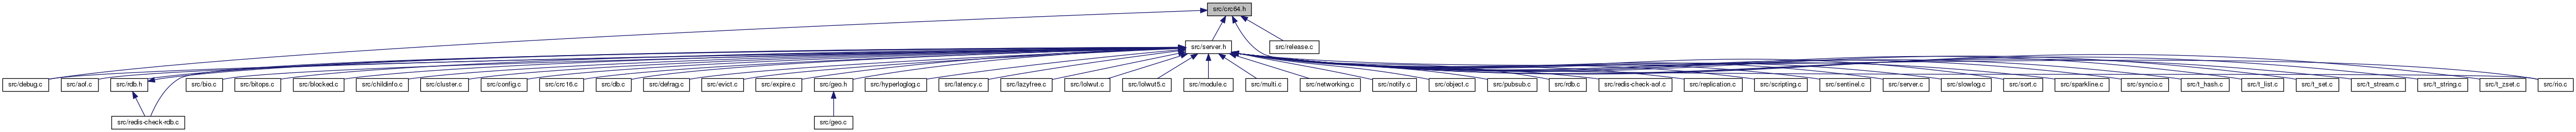 src/crc64.h
src/server.h
src/release.c
src/debug.c
src/aof.c
src/rdb.h
src/bio.c
src/bitops.c
src/blocked.c
src/childinfo.c
src/cluster.c
src/config.c
src/crc16.c
src/db.c
src/defrag.c
src/evict.c
src/expire.c
src/geo.h
src/hyperloglog.c
src/latency.c
src/lazyfree.c
src/lolwut.c
src/lolwut5.c
src/module.c
src/multi.c
src/networking.c
src/notify.c
src/object.c
src/pubsub.c
src/rdb.c
src/redis-check-aof.c
src/replication.c
src/scripting.c
src/sentinel.c
src/server.c
src/slowlog.c
src/sort.c
src/sparkline.c
src/syncio.c
src/t_hash.c
src/t_list.c
src/t_set.c
src/t_stream.c
src/t_string.c
src/t_zset.c
src/rio.c
src/redis-check-rdb.c
src/geo.c